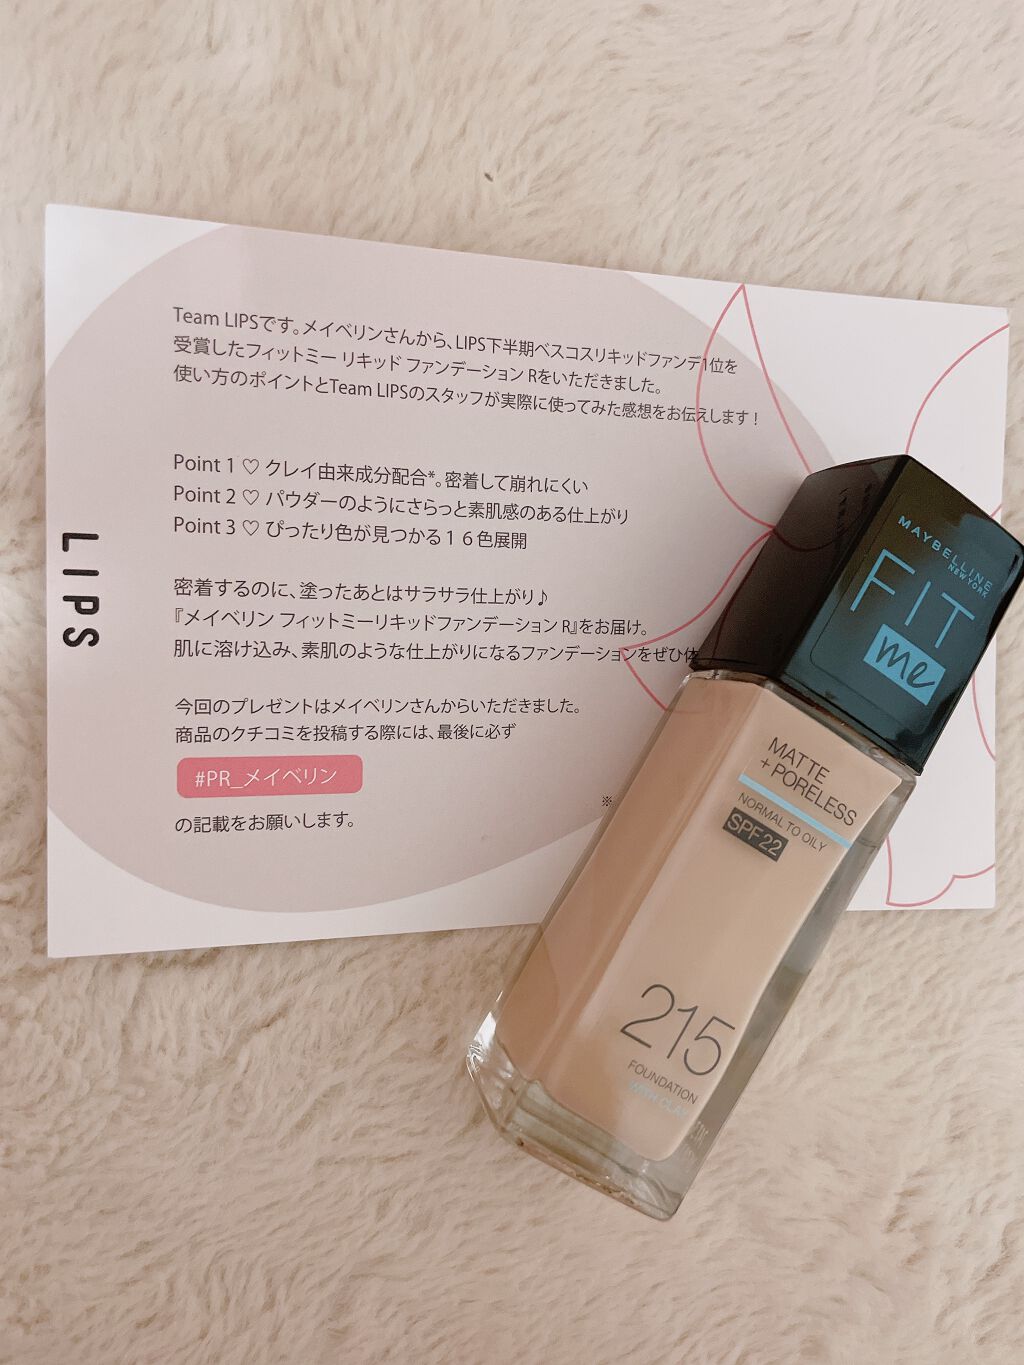 Team LIPSです。メイベリンさんから、LIPS下半期ベスコスリキッドファンデ1位を
受賞したフィットミー リキッド ファンデーション Rをいただきました。
使い方のポイントとTeam LIPSのスタッフが実際に使ってみた感想をお伝えします！
Point 1 ♡ クレイ由来成分配合*。密着して崩れにくい
Point 2 ♡ パウダーのようにさらっと素肌感のある仕上がり
Point 3 ♡ ぴったり色が見つかる１６色展開
密着するのに、塗ったあとはサラサラ仕上がり♪
『メイベリン フィットミーリキッドファンデーション R』をお届け。
肌に溶け込み、素肌のような仕上がりになるファンデーションをぜひ体
今回のプレゼントはメイベリンさんからいただきました。
商品のクチコミを投稿する際には、最後に必ず
#PR_メイベリン
の記載をお願いします。
※
LIPS
MAYBELLINE
NEW YORK
FIT
me
MATTE
+ PORELESS
NORMAL TO OILY
SPF 22
215
FOUNDATION
WITH CLAY